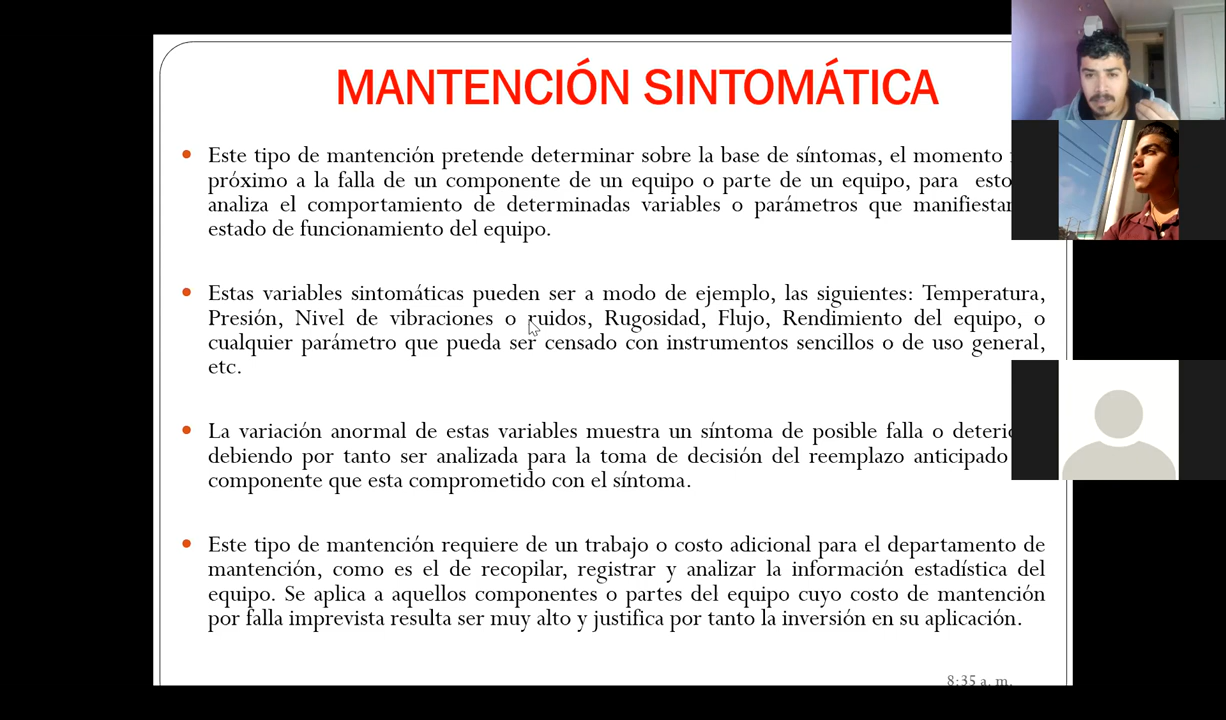 MANTENCIÓN SINTOMÁTICA
Este tipo de mantención pretende determinar sobre la base de síntomas, el momento
próximo a la falla de un componente de un equipo o parte de un equipo, para esto
analiza el comportamiento de determinadas variables o parámetros que manifiestan
estado de funcionamiento del equipo.
Estas variables sintomáticas pueden ser a modo de ejemplo, las siguientes: Temperatura,
Presión, Nivel de vibraciones o ruidos, Rugosidad, Flujo, Rendimiento del equipo, o
cualquier parámetro que pueda ser censado con instrumentos sencillos o de uso general,
etc.
La variación anormal de estas variables muestra un síntoma de posible falla o
debiendo por tanto ser analizada para la toma de decisión del reemplazo anticipado
componente que esta comprometido con el síntoma.
Este tipo de mantención requiere de un trabajo o costo adicional para el departamento de
mantención, como es el de recopilar, registrar y analizar la información estadística del
equipo. Se aplica a aquellos componentes o partes del equipo cuyo costo de mantención
por falla imprevista resulta ser muy alto y justifica por tanto la inversión en su aplicación.
8:35 a. m.